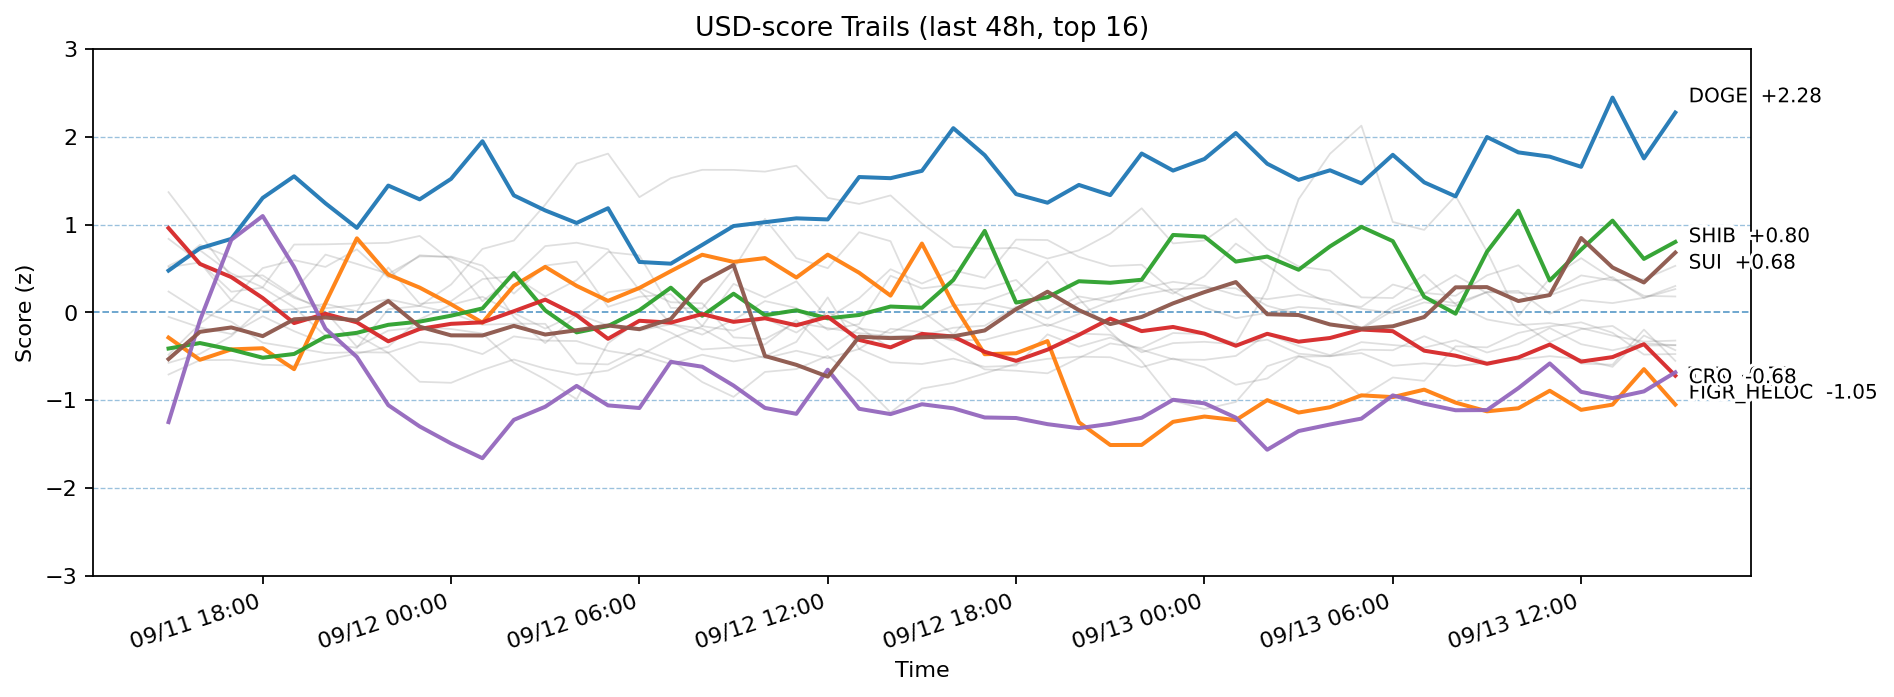 USD-score Trails (last 48h, top 16)
Score (z)
3
2
1
0
−1
−2
−3
DOGE +2.28
SHIB +0.80
SUI +0.68
CRO -0.68
FIGR_HELOC -1.05
09/11 18:00
09/12 00:00
09/12 06:00
09/12 12:00
09/12 18:00
09/13 00:00
09/13 06:00
09/13 12:00
Time